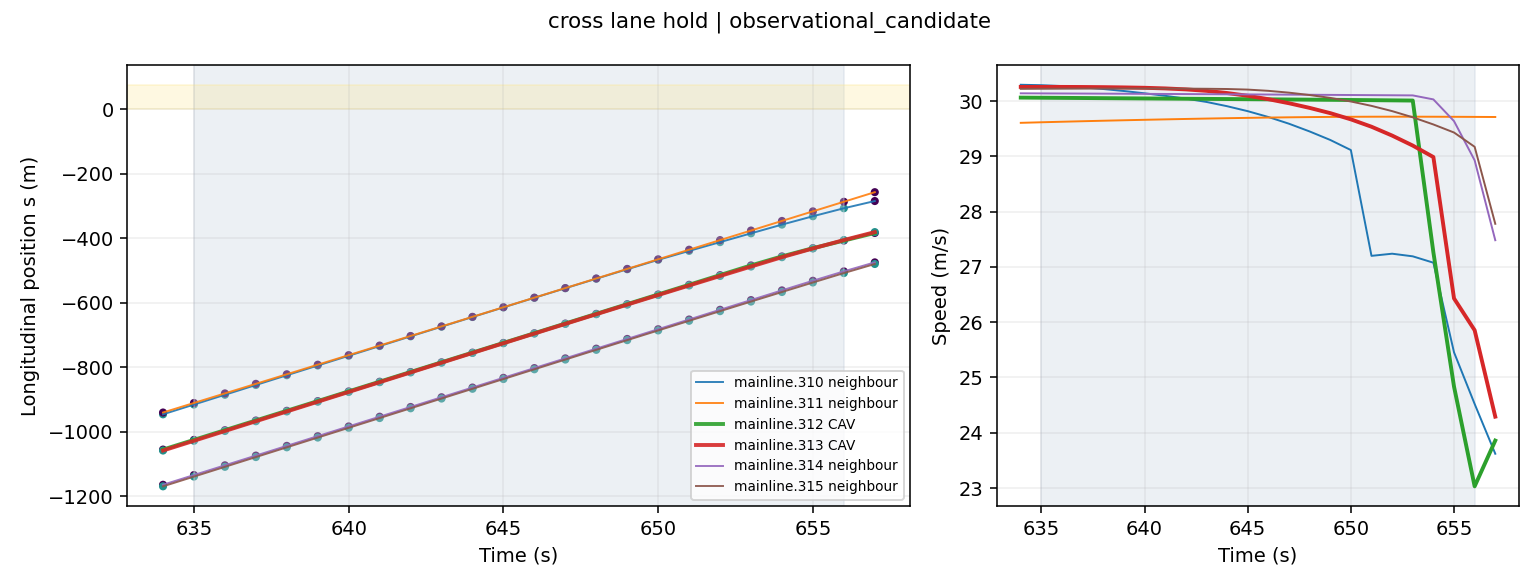 cross lane hold | observational_candidate
Longitudinal position s (m)
0
−200
−400
−600
−800
−1000
−1200
635
640
645
650
655
Time (s)
mainline.310 neighbour
mainline.311 neighbour
mainline.312 CAV
mainline.313 CAV
mainline.314 neighbour
mainline.315 neighbour
Speed (m/s)
30
29
28
27
26
25
24
23
635
640
645
650
655
Time (s)